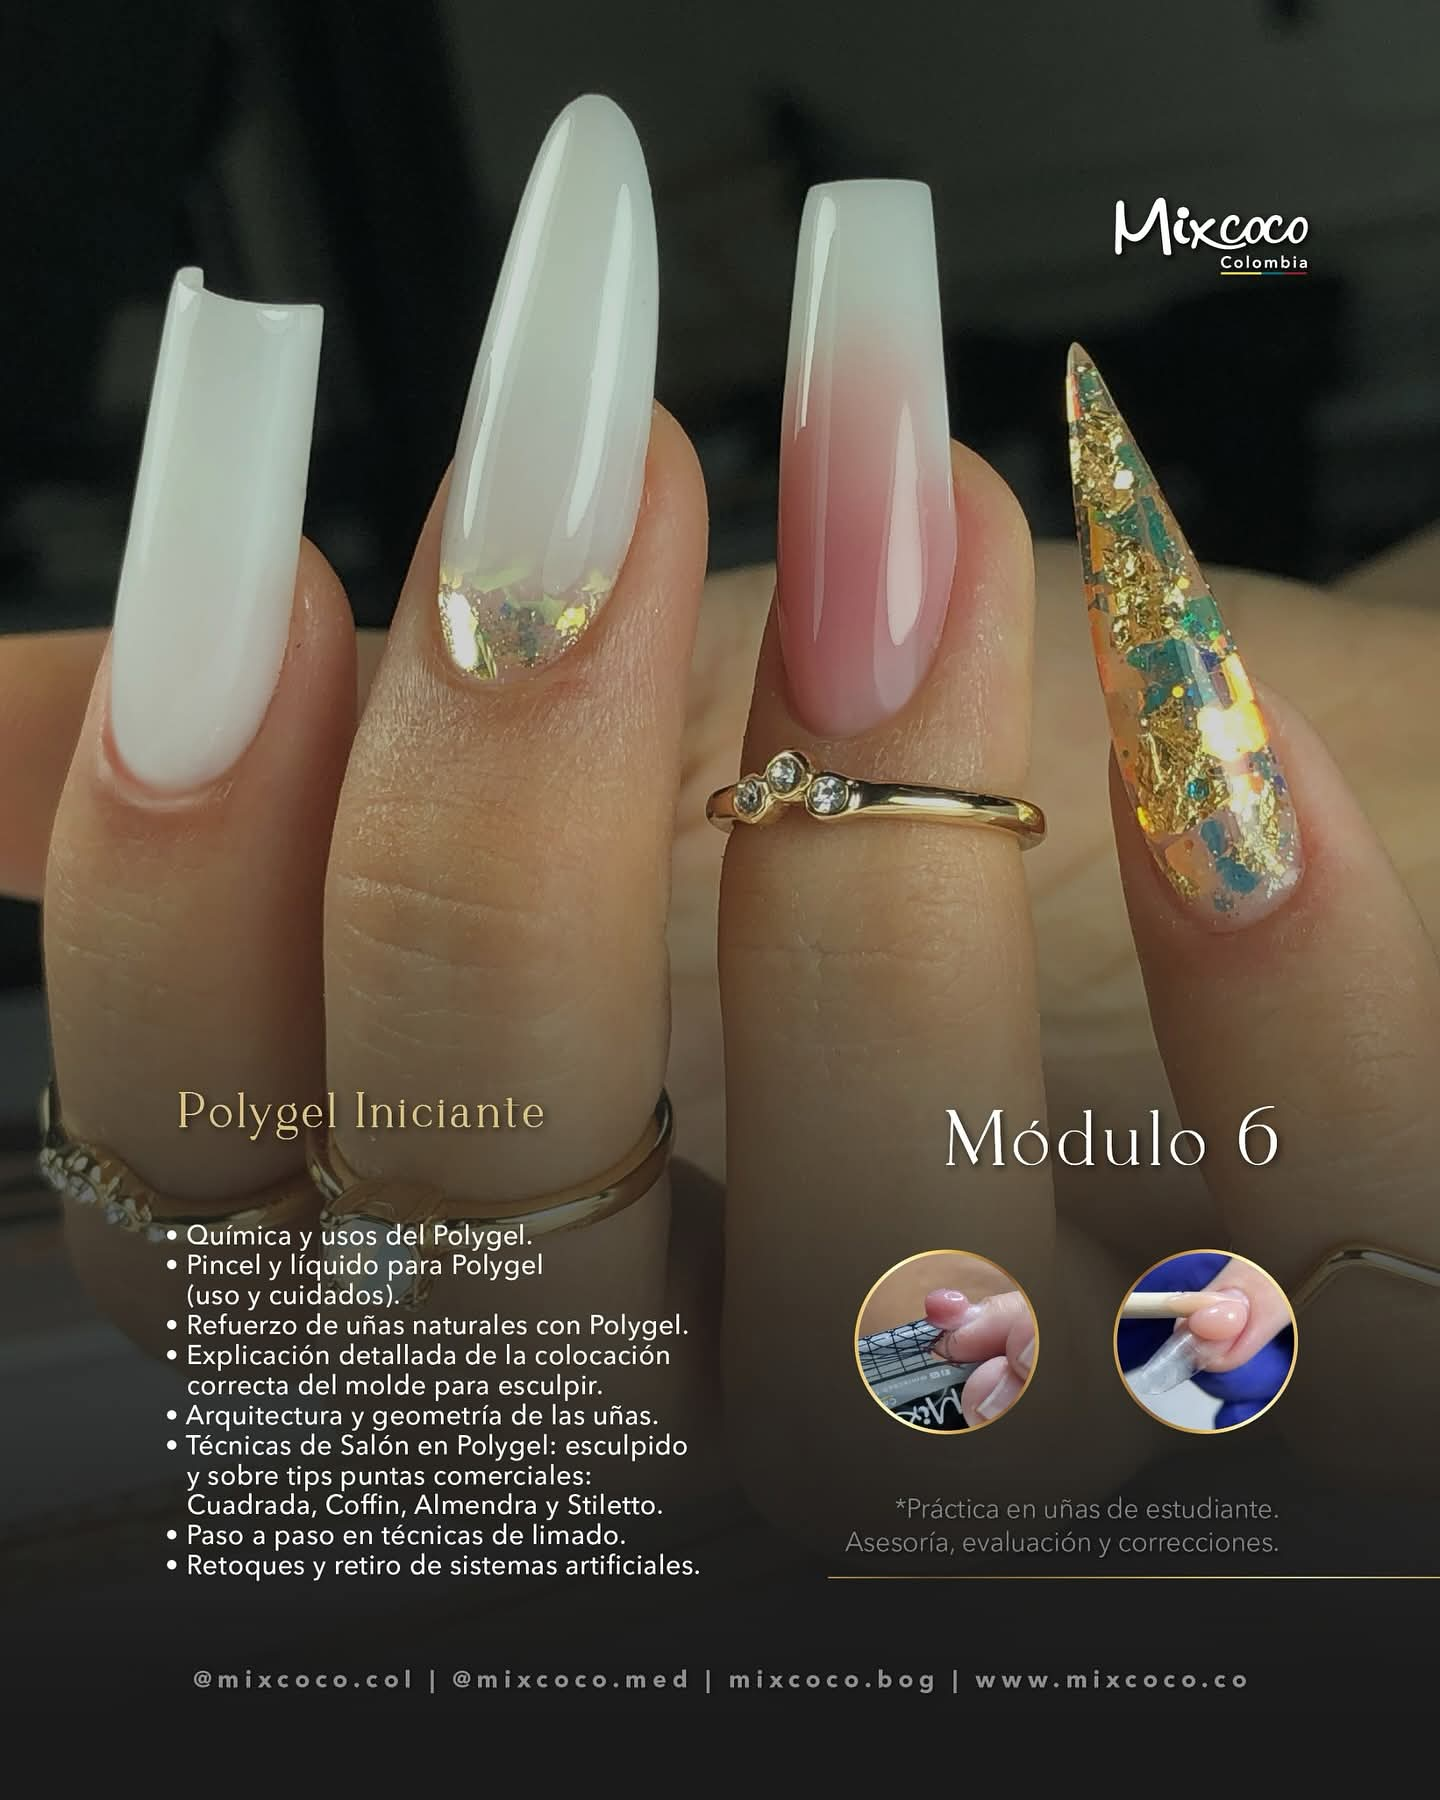 Mixcoco
Colombia
Polygel Iniciante
Módulo 6
• Química y usos del Polygel.
• Pincel y líquido para Polygel
(uso y cuidados).
• Refuerzo de uñas naturales con Polygel.
• Explicación detallada de la colocación
correcta del molde para esculpir.
• Arquitectura y geometría de las uñas.
• Técnicas de Salón en Polygel: esculpido
y sobre tips puntas comerciales:
Cuadrada, Coffin, Almendra y Stiletto.
• Paso a paso en técnicas de limado.
• Retoques y retiro de sistemas artificiales.
*Práctica en uñas de estudiante.
Asesoría, evaluación y correcciones.
@mixcoco.col | @mixcoco.med | mixcoco.bog | www.mixcoco.co